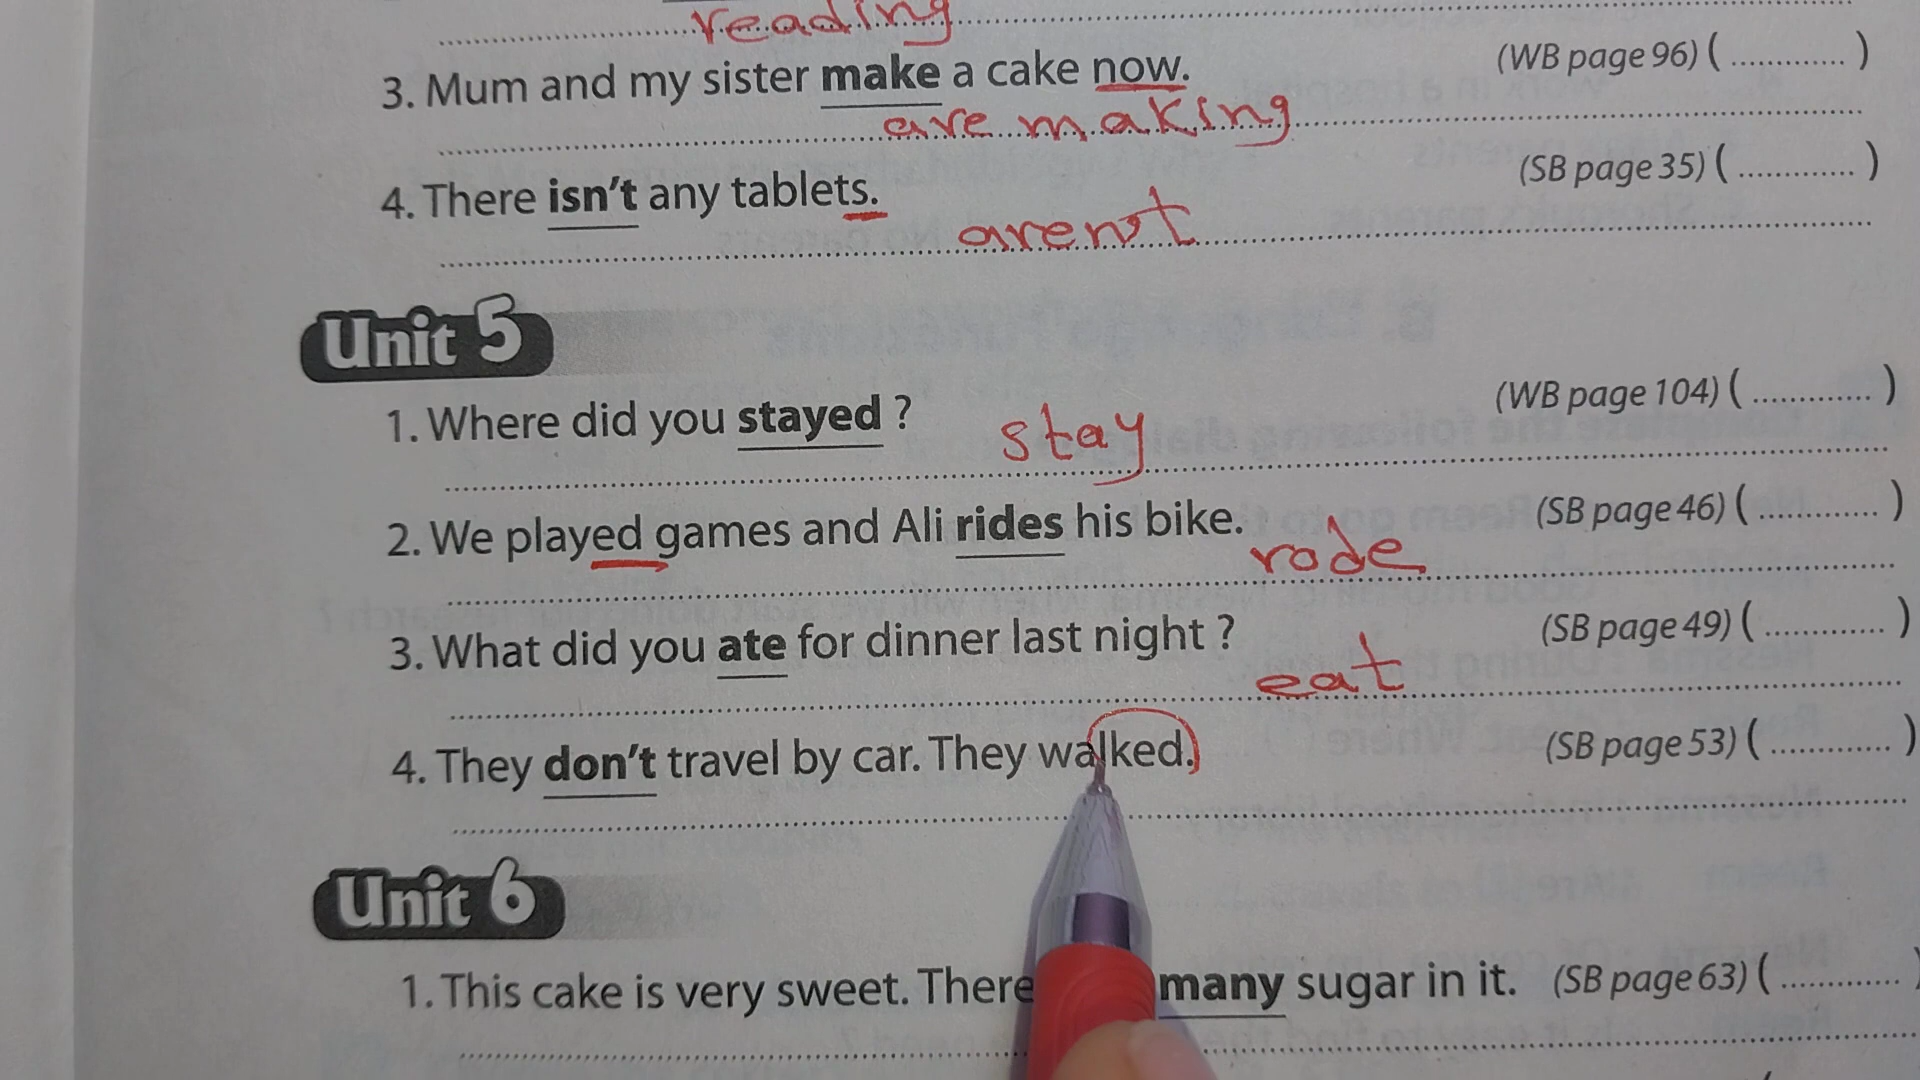 reading
3. Mum and my sister make a cake now. (WB page 96) (.............)
are making
4. There isn't any tablets. (SB page 35) (.............)
arent
Unit 5
1. Where did you stayed ? (WB page 104) (.............)
stay
2. We played games and Ali rides his bike. (SB page 46) (.............)
rode
3. What did you ate for dinner last night ? (SB page 49) (.............)
eat
4. They don't travel by car. They walked. (SB page 53) (.............)
Unit 6
1. This cake is very sweet. There many sugar in it. (SB page 63) (.............